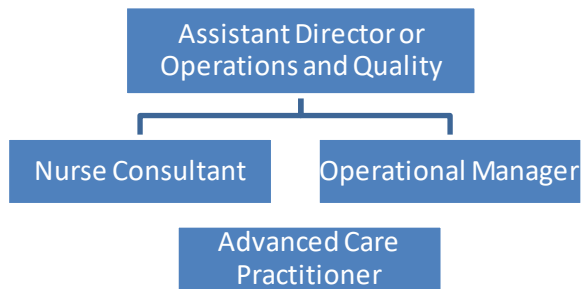 Assistant Director or
Operations and Quality
Nurse Consultant
Operational Manager
Advanced Care
Practitioner